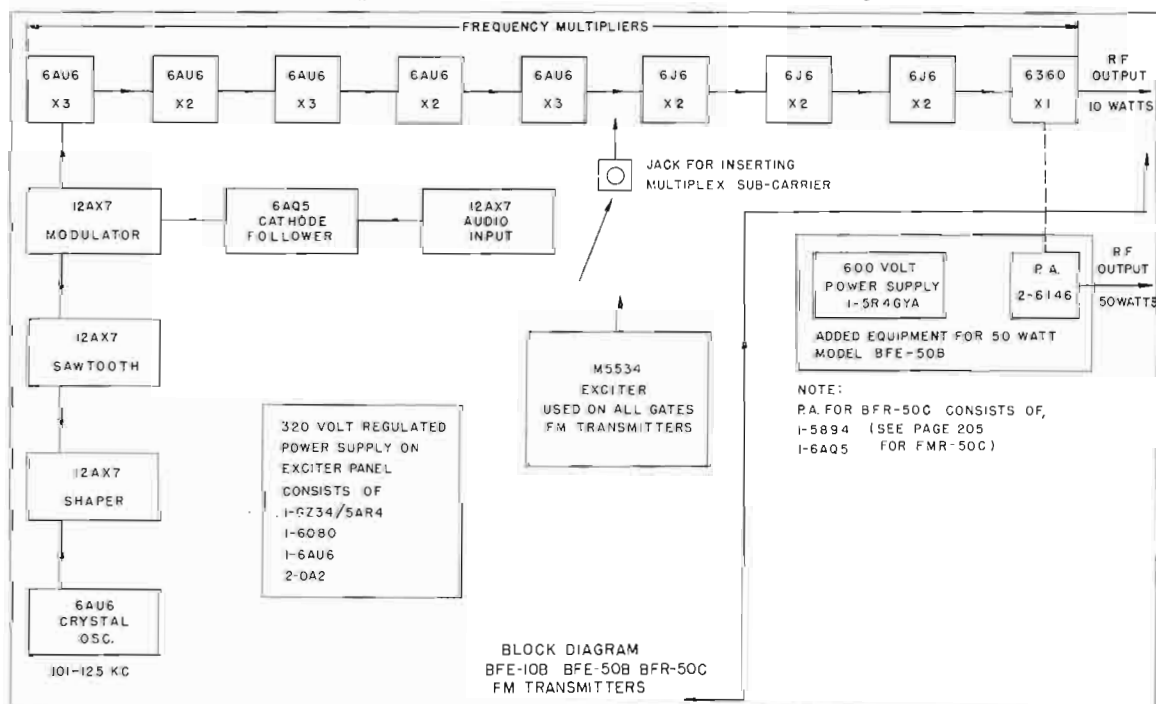 FREQUENCY MULTIPLIERS
6AU6
X3
6AU6
X2
6AU6
X3
6AU6
X2
6AU6
X3
6J6
X2
6J6
X2
6J6
X2
6360
X1
RF
OUTPUT
10 WATTS
JACK FOR INSERTING
MULTIPLEX SUB-CARRIER
12AX7
MODULATOR
6AQ5
CATHODE
FOLLOWER
12AX7
AUDIO
INPUT
600 VOLT
POWER SUPPLY
1-5R4GYA
P. A.
2-6146
RF
OUTPUT
50WATTS
ADDED EQUIPMENT FOR 50 WATT
MODEL BFE-50B
12AX7
SAWTOOTH
M5534
EXCITER
USED ON ALL GATES
FM TRANSMITTERS
NOTE:
P.A. FOR BFR-50C CONSISTS OF,
1-5894 (SEE PAGE 205
1-6AQ5 FOR FMR-50C)
320 VOLT REGULATED
POWER SUPPLY ON
EXCITER PANEL
CONSISTS OF
1-GZ34/5AR4
1-6080
1-6AU6
2-0A2
12AX7
SHAPER
6AU6
CRYSTAL
OSC.
101-125 KC
BLOCK DIAGRAM
BFE-10B BFE-50B BFR-50C
FM TRANSMITTERS